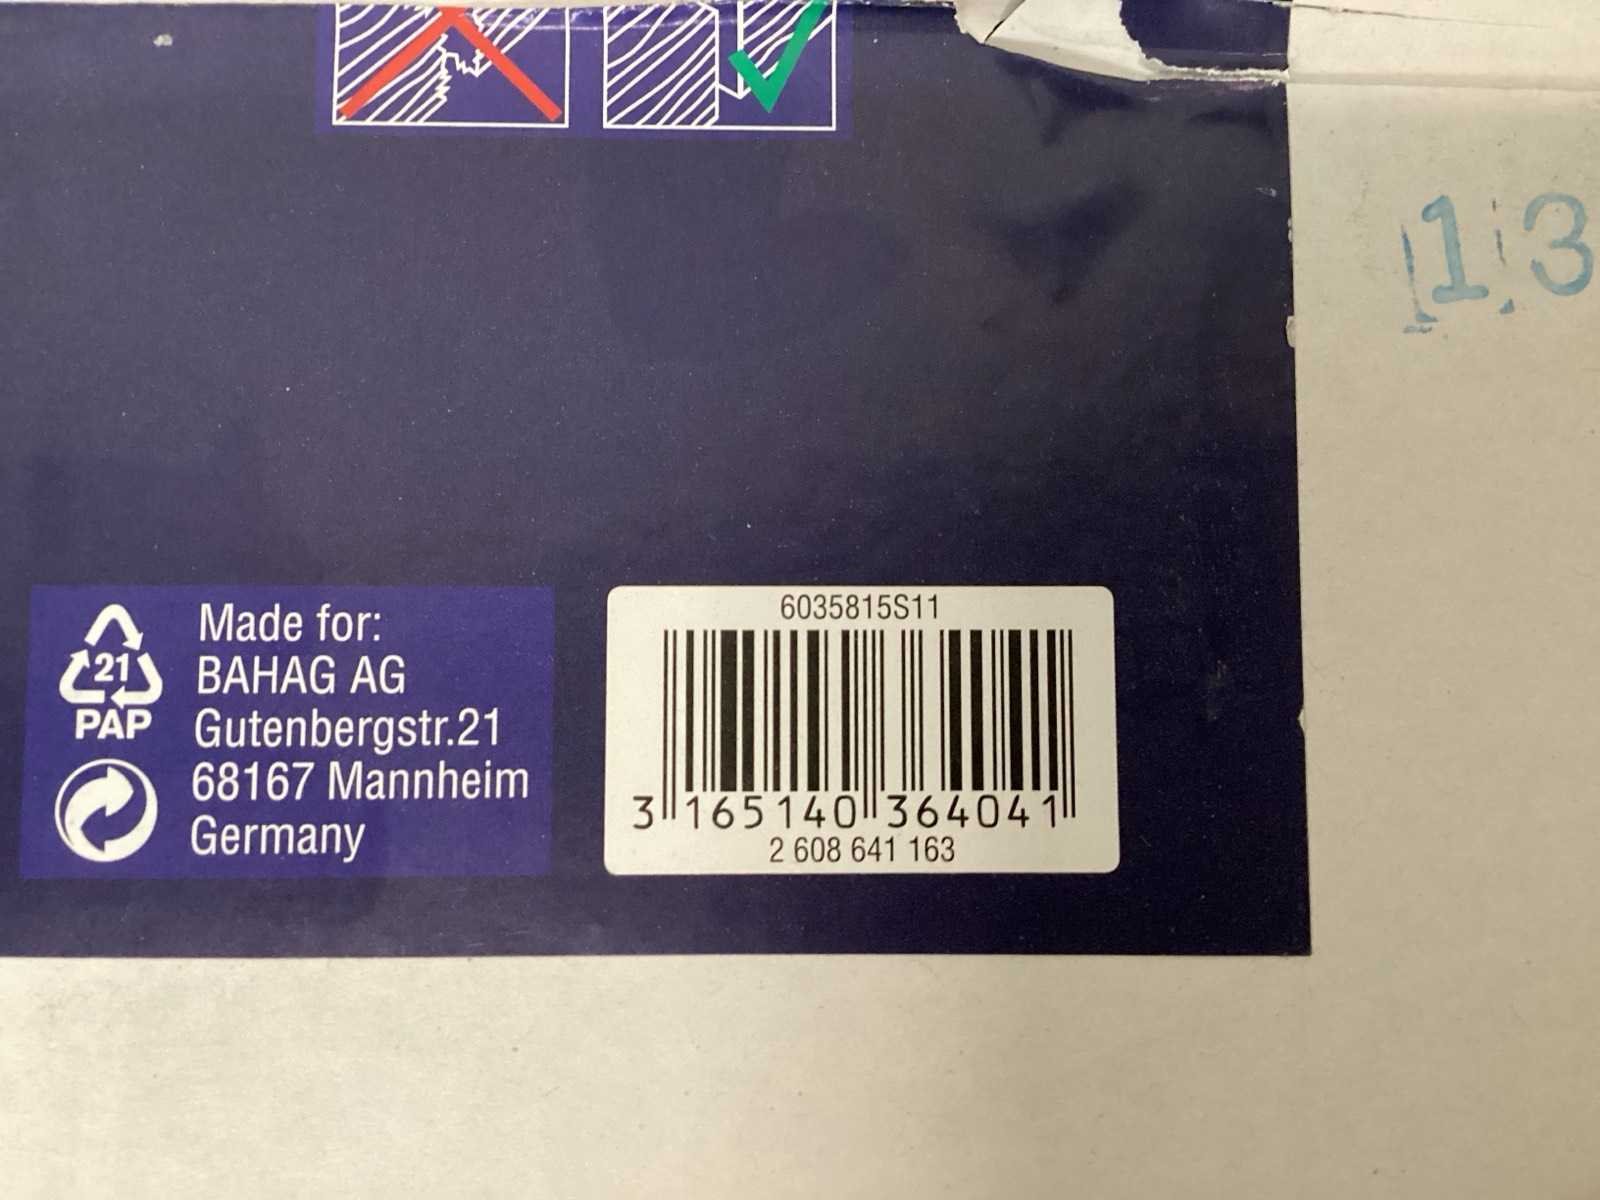 13
21
PAP
Made for:
BAHAG AG
Gutenbergstr.21
68167 Mannheim
Germany
6035815S11
3 165140 364041
2 608 641 163